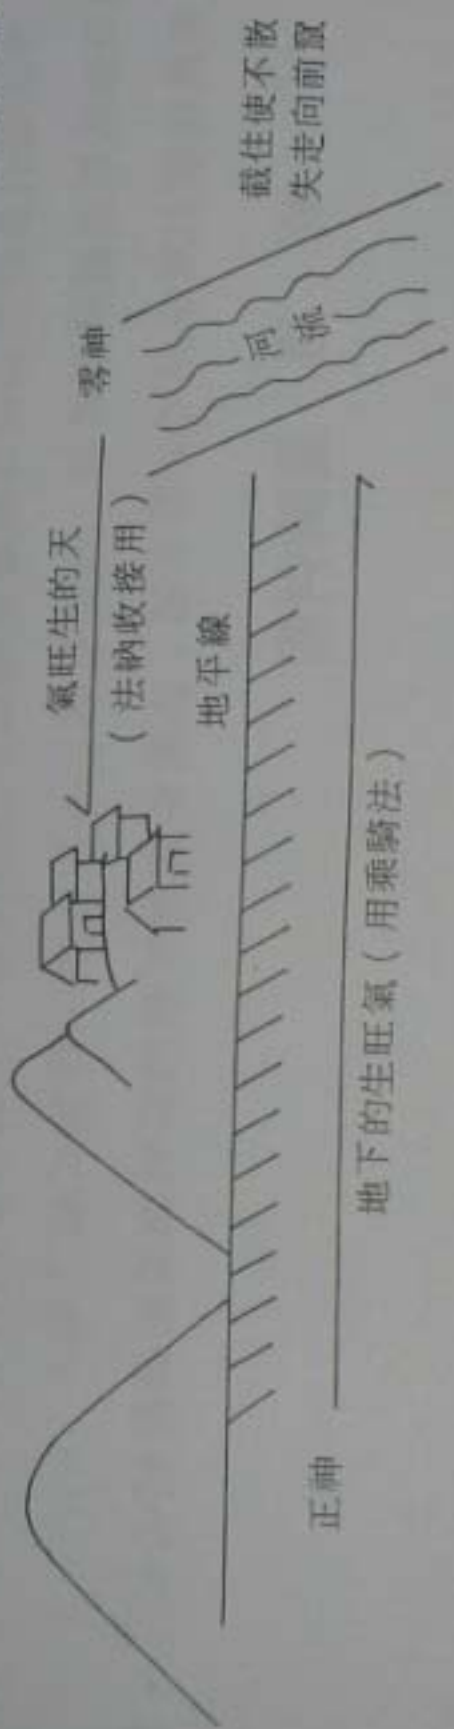 天的生旺氣
（用接收納法）
零神
截住使不散
失走向前鼠
河流
地平線
正神
地下的生旺氣（用乘騎法）